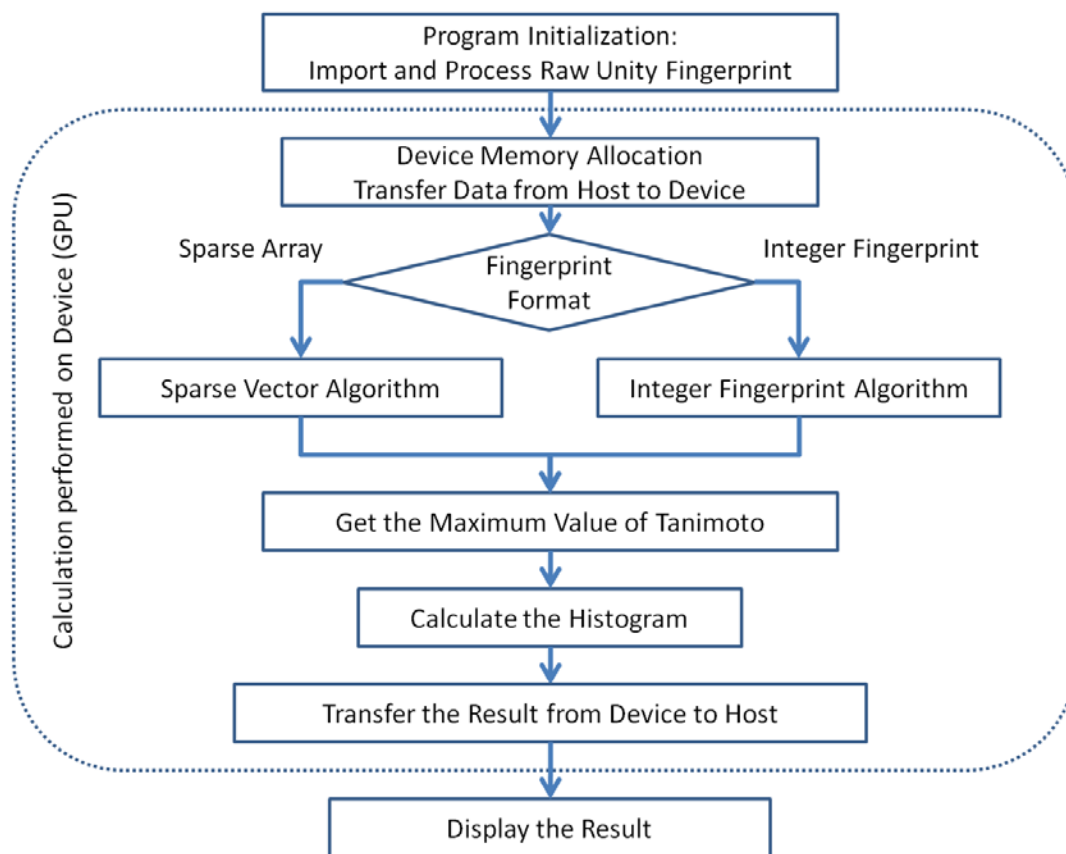 Program Initialization:
Import and Process Raw Unity Fingerprint
Calculation performed on Device (GPU)
Device Memory Allocation
Transfer Data from Host to Device
Sparse Array
Integer Fingerprint
Fingerprint
Format
Sparse Vector Algorithm
Integer Fingerprint Algorithm
Get the Maximum Value of Tanimoto
Calculate the Histogram
Transfer the Result from Device to Host
Display the Result